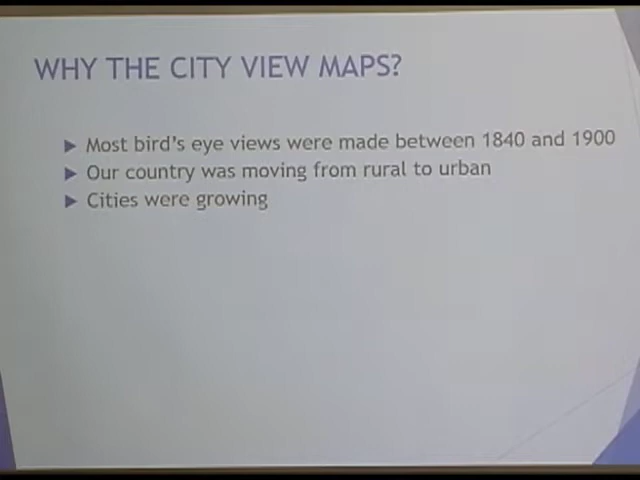 WHY THE CITY VIEW MAPS?
Most bird's eye views were made between 1840 and 1900
Our country was moving from rural to urban
Cities were growing